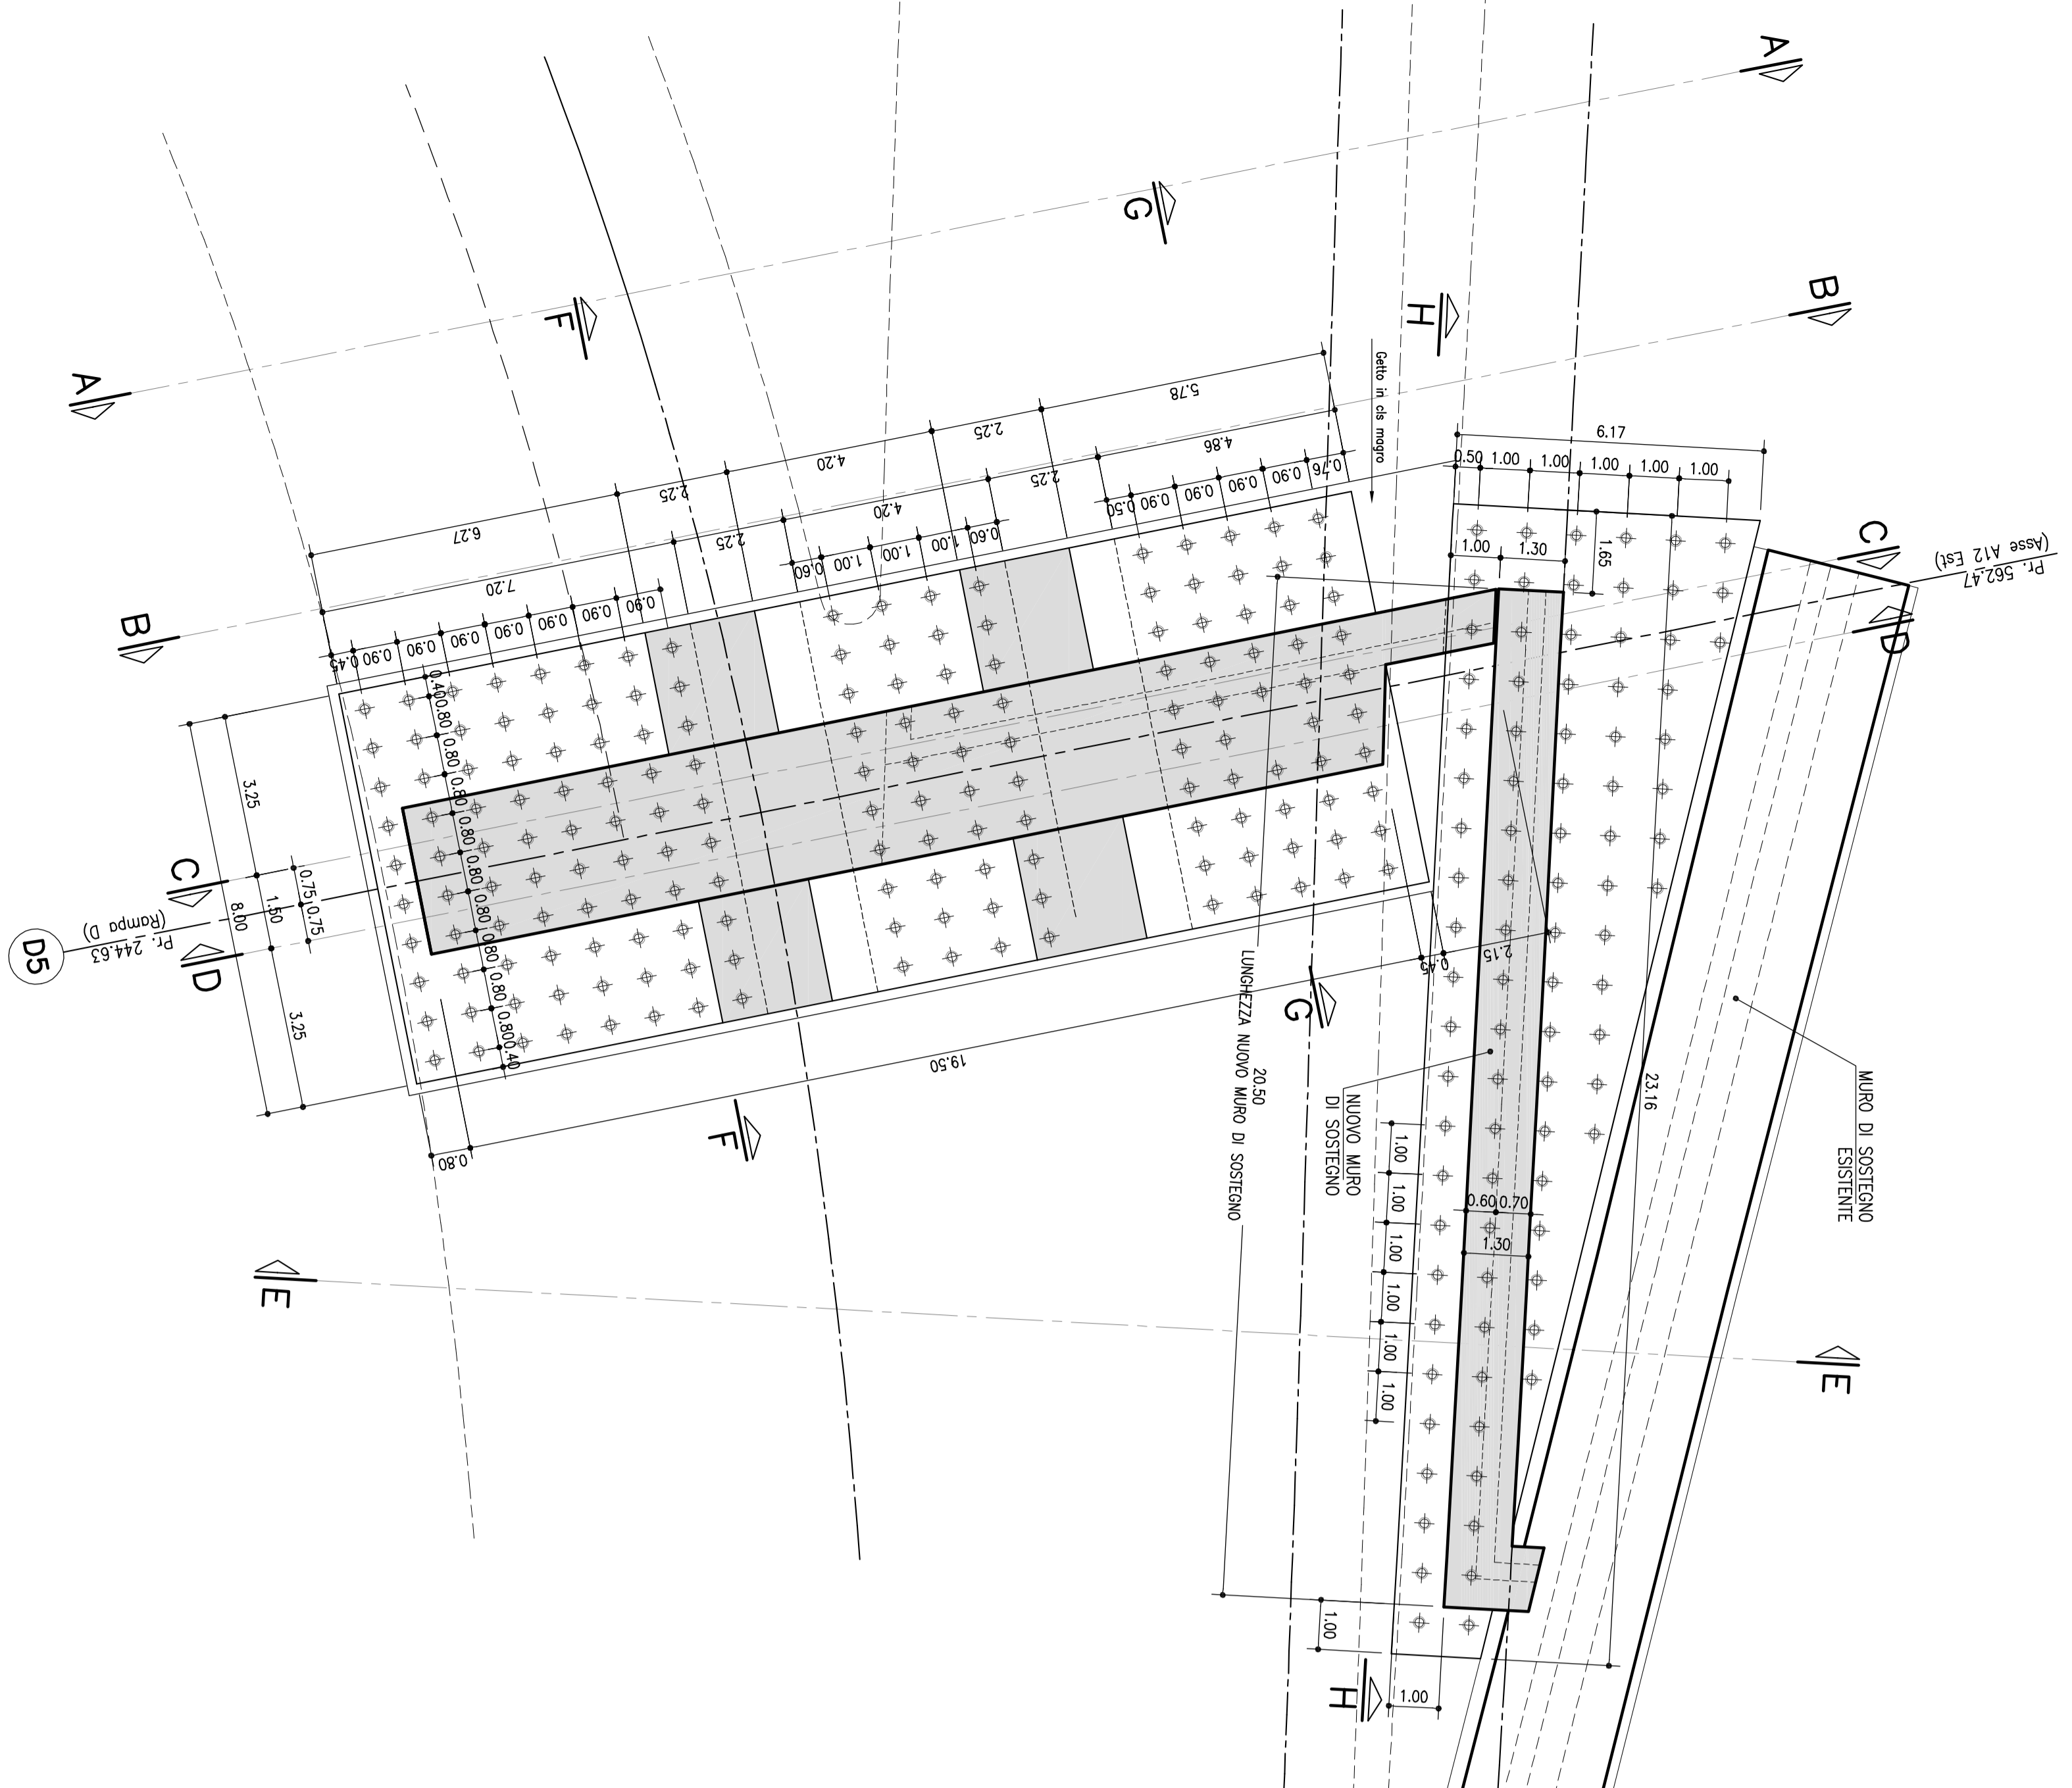 A
A
G
F
H
B
B
Getto in cls magro
5.78
2.25
4.20
2.25
6.27
4.86
2.25
4.20
2.25
7.20
0.76
0.90
0.90
0.90
0.90
0.50
0.60
1.00
1.00
1.00
0.60
0.90
0.90
0.90
0.90
0.90
0.90
0.90
0.45
6.17
0.50
1.00
1.00
1.00
1.00
1.00
1.00
1.30
1.65
C
Pr. 562.47
(Asse A12 Est)
D
0.40
0.80
0.80
0.80
0.80
0.80
0.80
0.80
0.80
0.80
0.40
3.25
1.50
3.25
8.00
0.75
0.75
C
D
D5
Pr. 244.63
(Rampa D)
0.80
19.50
0.45
2.15
G
F
20.50
LUNGHEZZA NUOVO MURO DI SOSTEGNO
NUOVO MURO
DI SOSTEGNO
23.16
MURO DI SOSTEGNO
ESISTENTE
1.00
1.00
1.00
1.00
1.00
1.00
0.60
0.70
1.30
E
E
1.00
H
1.00